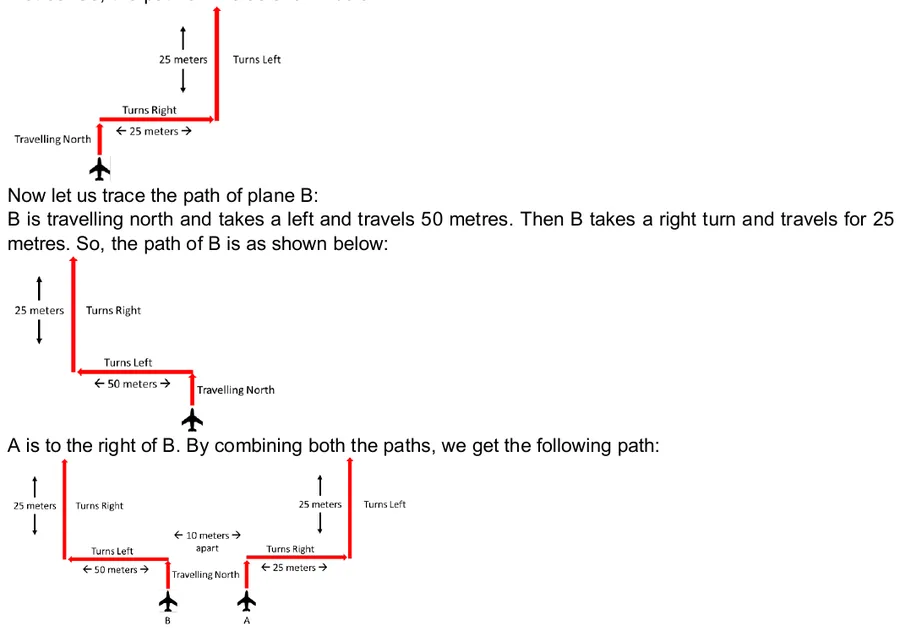 25 meters Turns Left
Turns Right
← 25 meters →
Travelling North
Now let us trace the path of plane B:
B is travelling north and takes a left and travels 50 metres. Then B takes a right turn and travels for 25
metres. So, the path of B is as shown below:
25 meters Turns Right
Turns Left
← 50 meters →
Travelling North
A is to the right of B. By combining both the paths, we get the following path:
25 meters Turns Right 25 meters Turns Left
← 10 meters →
apart
Turns Left Turns Right
← 50 meters → Travelling North ← 25 meters →
B A